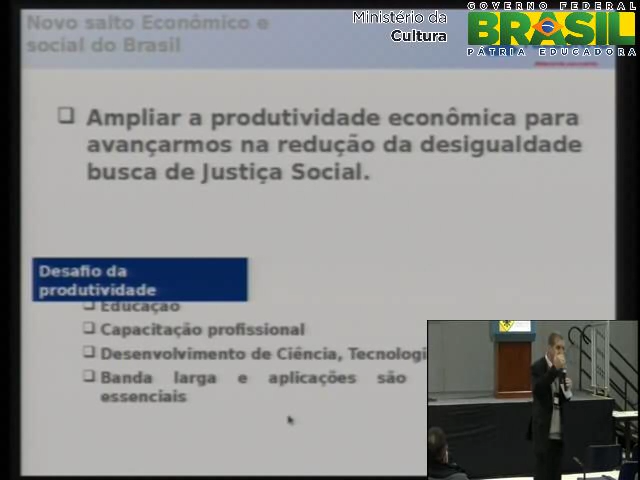 Novo salto Econômico e
social do Brasil
Ministério da
Cultura
GOVERNO FEDERAL
BRASIL
PÁTRIA EDUCADORA
❑ Ampliar a produtividade econômica para
avançarmos na redução da desigualdade
busca de Justiça Social.
Desafio da
produtividade
❑ Educação
❑ Capacitação profissional
❑ Desenvolvimento de Ciência, Tecnologi
❑ Banda larga e aplicações são
essenciais